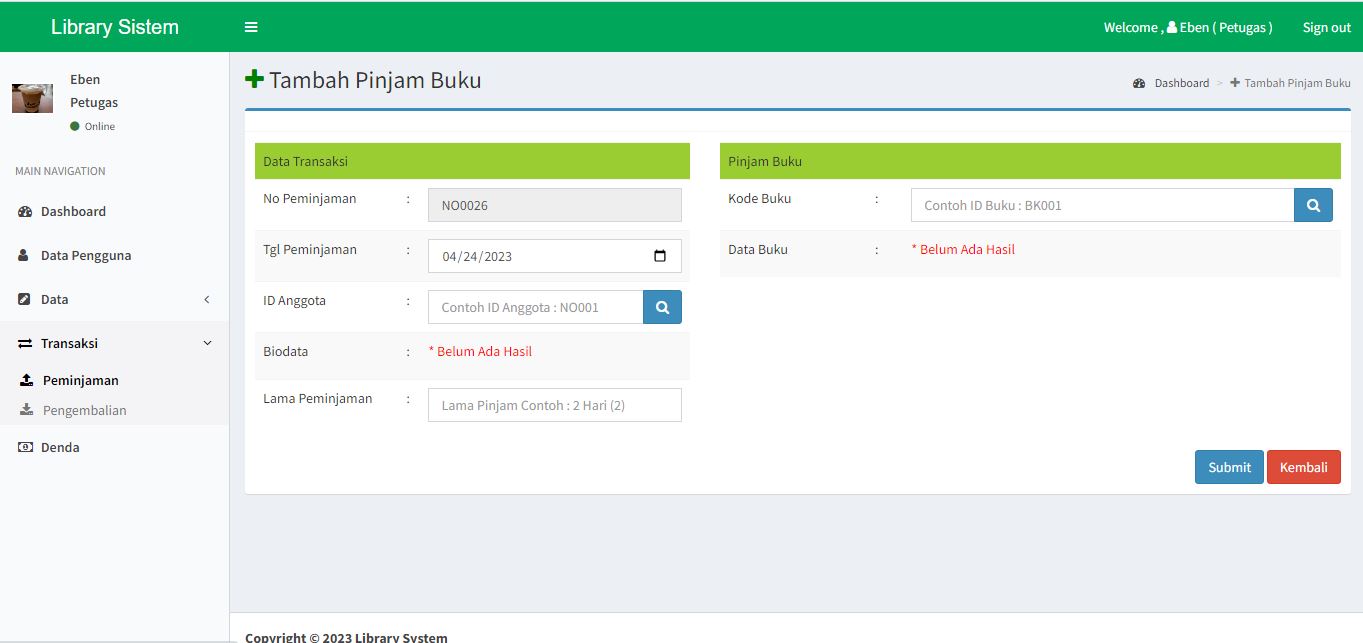 Library Sistem
Welcome , Eben ( Petugas ) Sign out
Eben
Petugas
Online
MAIN NAVIGATION
Dashboard
Data Pengguna
Data
Transaksi
Peminjaman
Pengembalian
Denda
Tambah Pinjam Buku
Dashboard > Tambah Pinjam Buku
Data Transaksi
No Peminjaman : NO0026
Tgl Peminjaman : 04/24/2023
ID Anggota : Contoh ID Anggota : NO001
Biodata : * Belum Ada Hasil
Lama Peminjaman : Lama Pinjam Contoh : 2 Hari (2)
Pinjam Buku
Kode Buku : Contoh ID Buku : BK001
Data Buku : * Belum Ada Hasil
Submit Kembali
Copyright © 2023 Library System